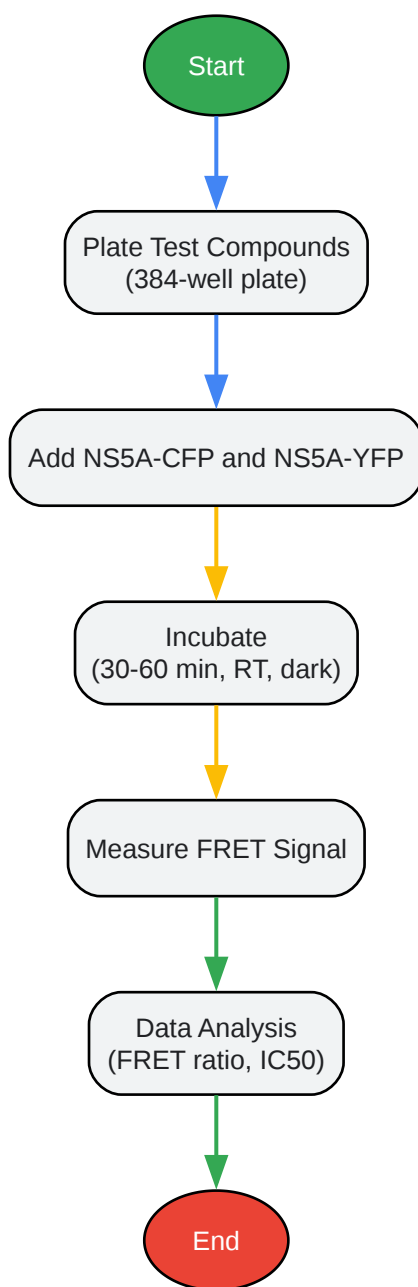 Start
Plate Test Compounds
(384-well plate)
Add NS5A-CFP and NS5A-YFP
Incubate
(30-60 min, RT, dark)
Measure FRET Signal
Data Analysis
(FRET ratio, IC50)
End